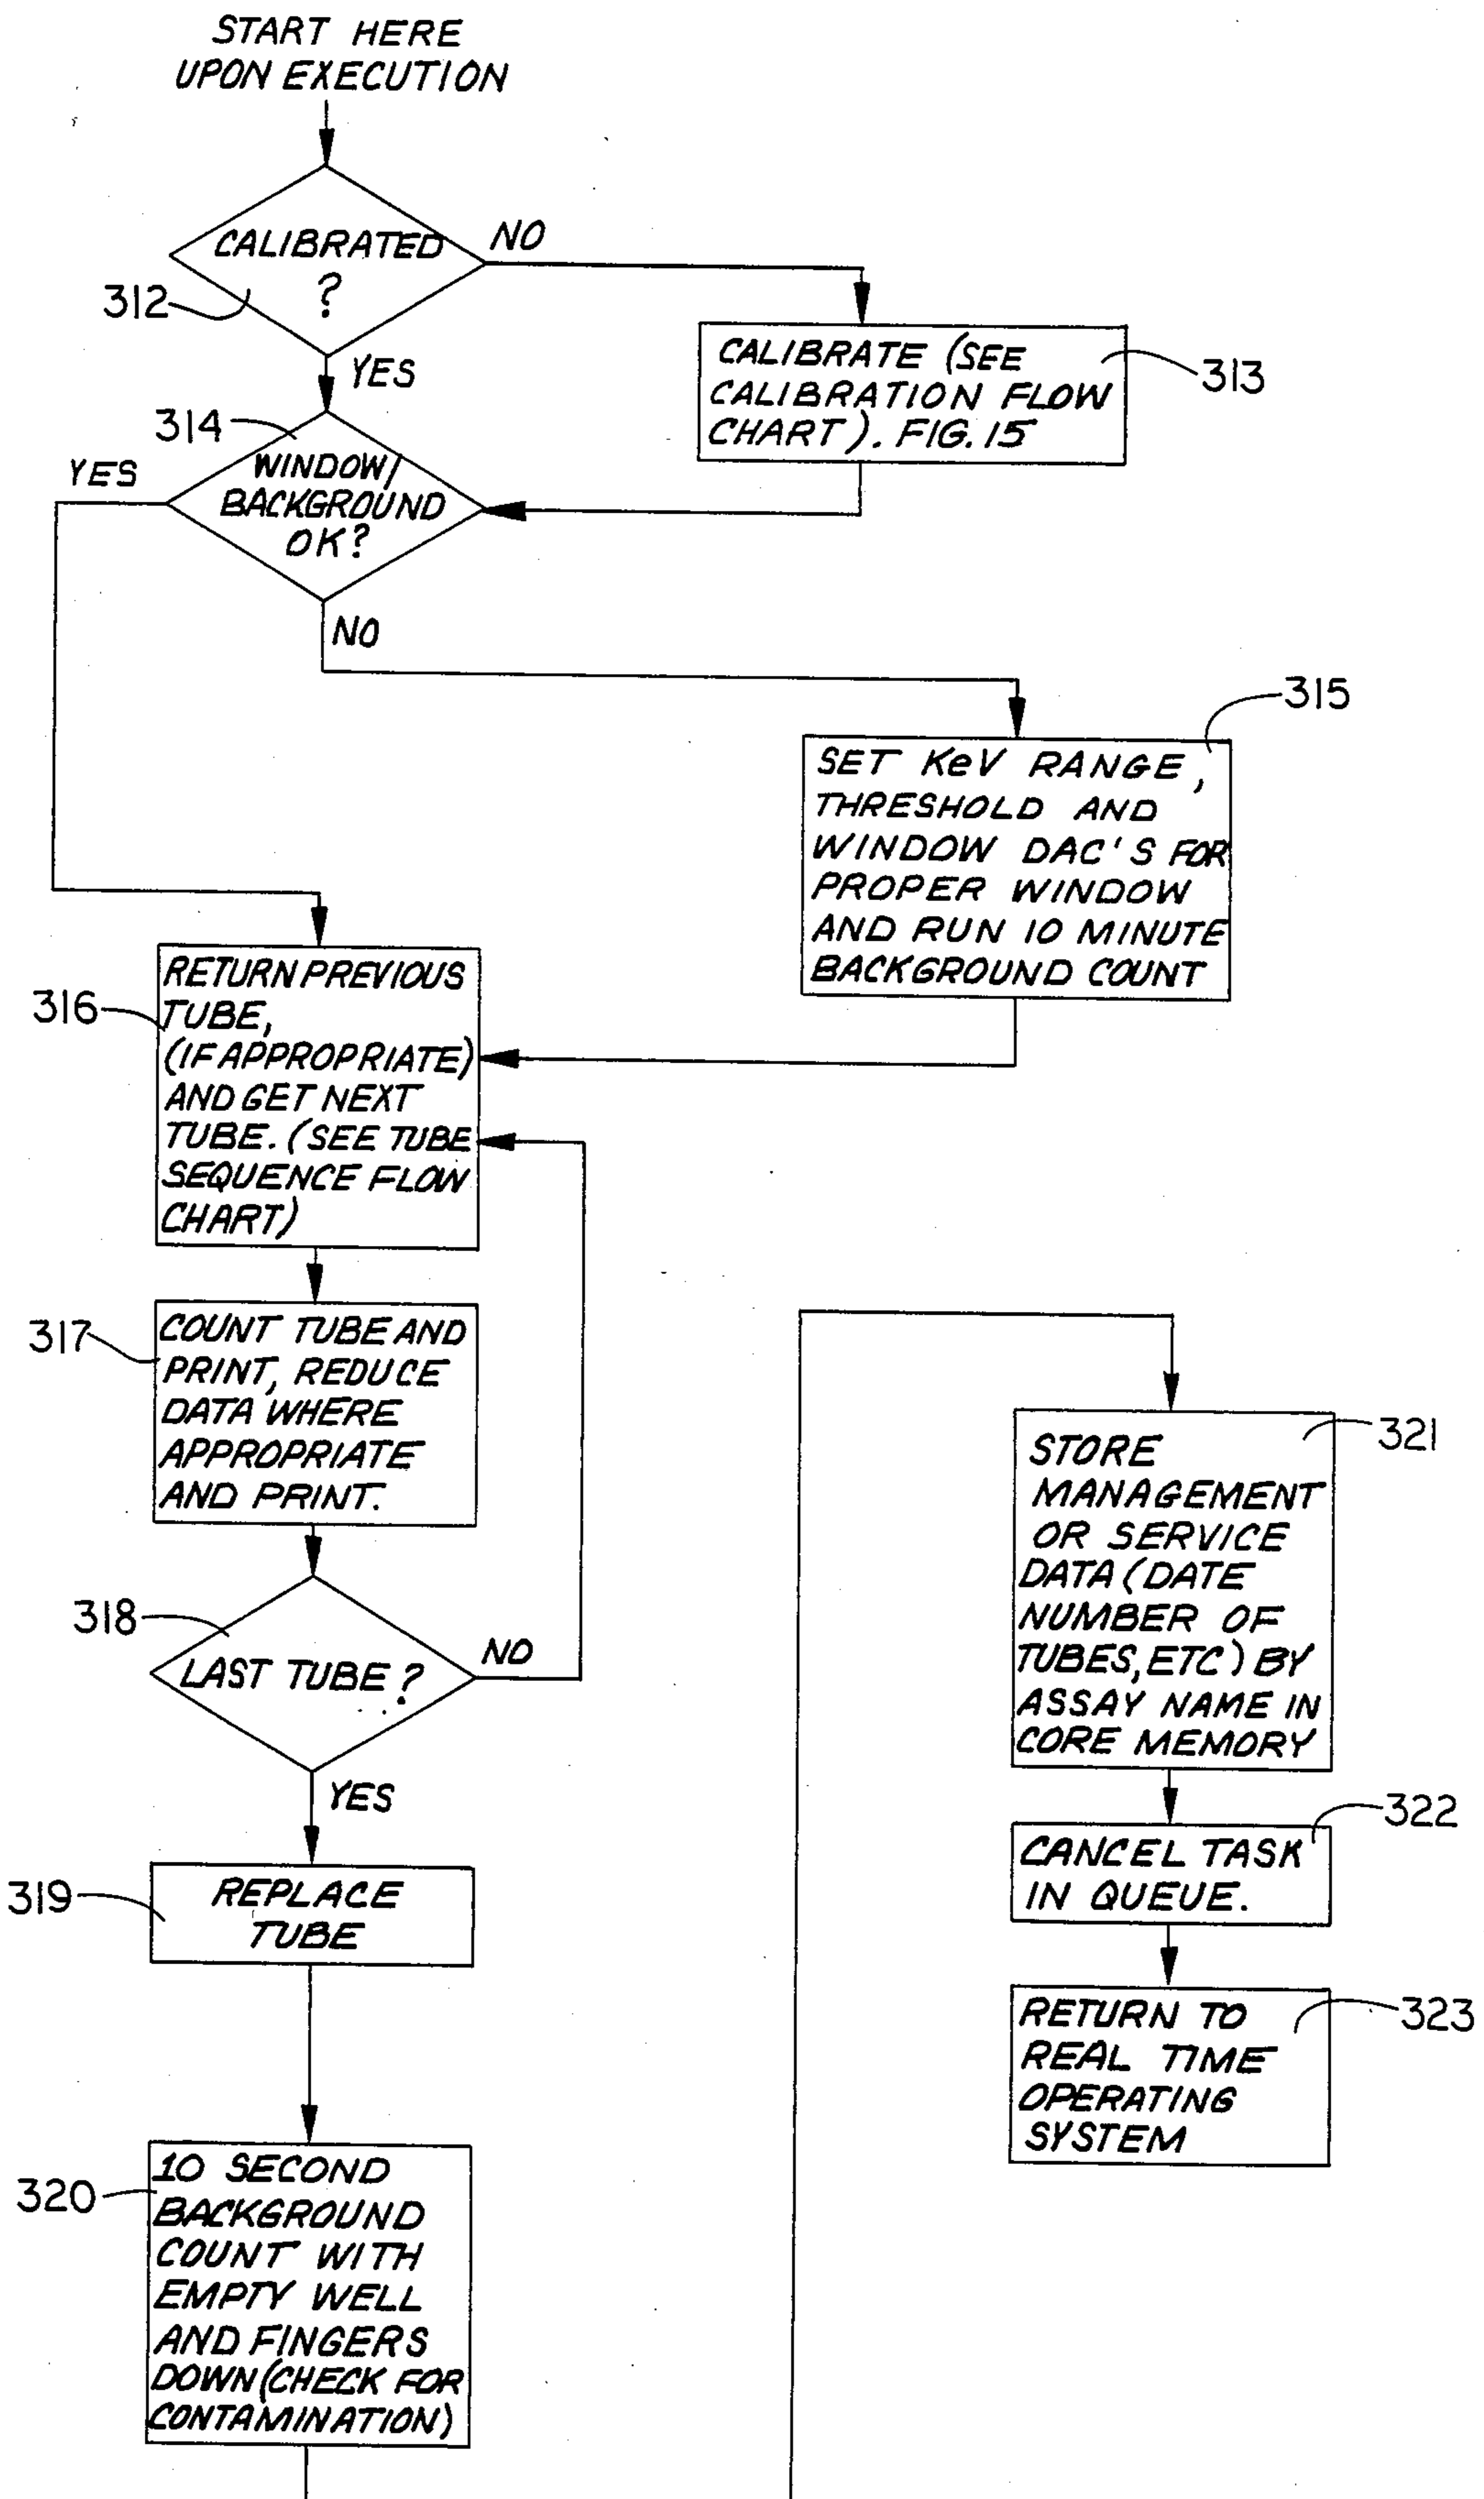 START HERE
UPON EXECUTION
CALIBRATED
?
312
NO
YES
CALIBRATE (SEE
CALIBRATION FLOW
CHART). FIG. 15
313
314
WINDOW/
BACKGROUND
OK?
YES
NO
315
SET KeV RANGE,
THRESHOLD AND
WINDOW DAC'S FOR
PROPER WINDOW
AND RUN 10 MINUTE
BACKGROUND COUNT
316
RETURN PREVIOUS
TUBE,
(IF APPROPRIATE)
AND GET NEXT
TUBE. (SEE TUBE
SEQUENCE FLOW
CHART)
317
COUNT TUBE AND
PRINT, REDUCE
DATA WHERE
APPROPRIATE
AND PRINT.
318
LAST TUBE?
NO
YES
319
REPLACE
TUBE
320
10 SECOND
BACKGROUND
COUNT WITH
EMPTY WELL
AND FINGERS
DOWN (CHECK FOR
CONTAMINATION)
321
STORE
MANAGEMENT
OR SERVICE
DATA (DATE
NUMBER OF
TUBES, ETC) BY
ASSAY NAME IN
CORE MEMORY
322
CANCEL TASK
IN QUEUE.
323
RETURN TO
REAL TIME
OPERATING
SYSTEM